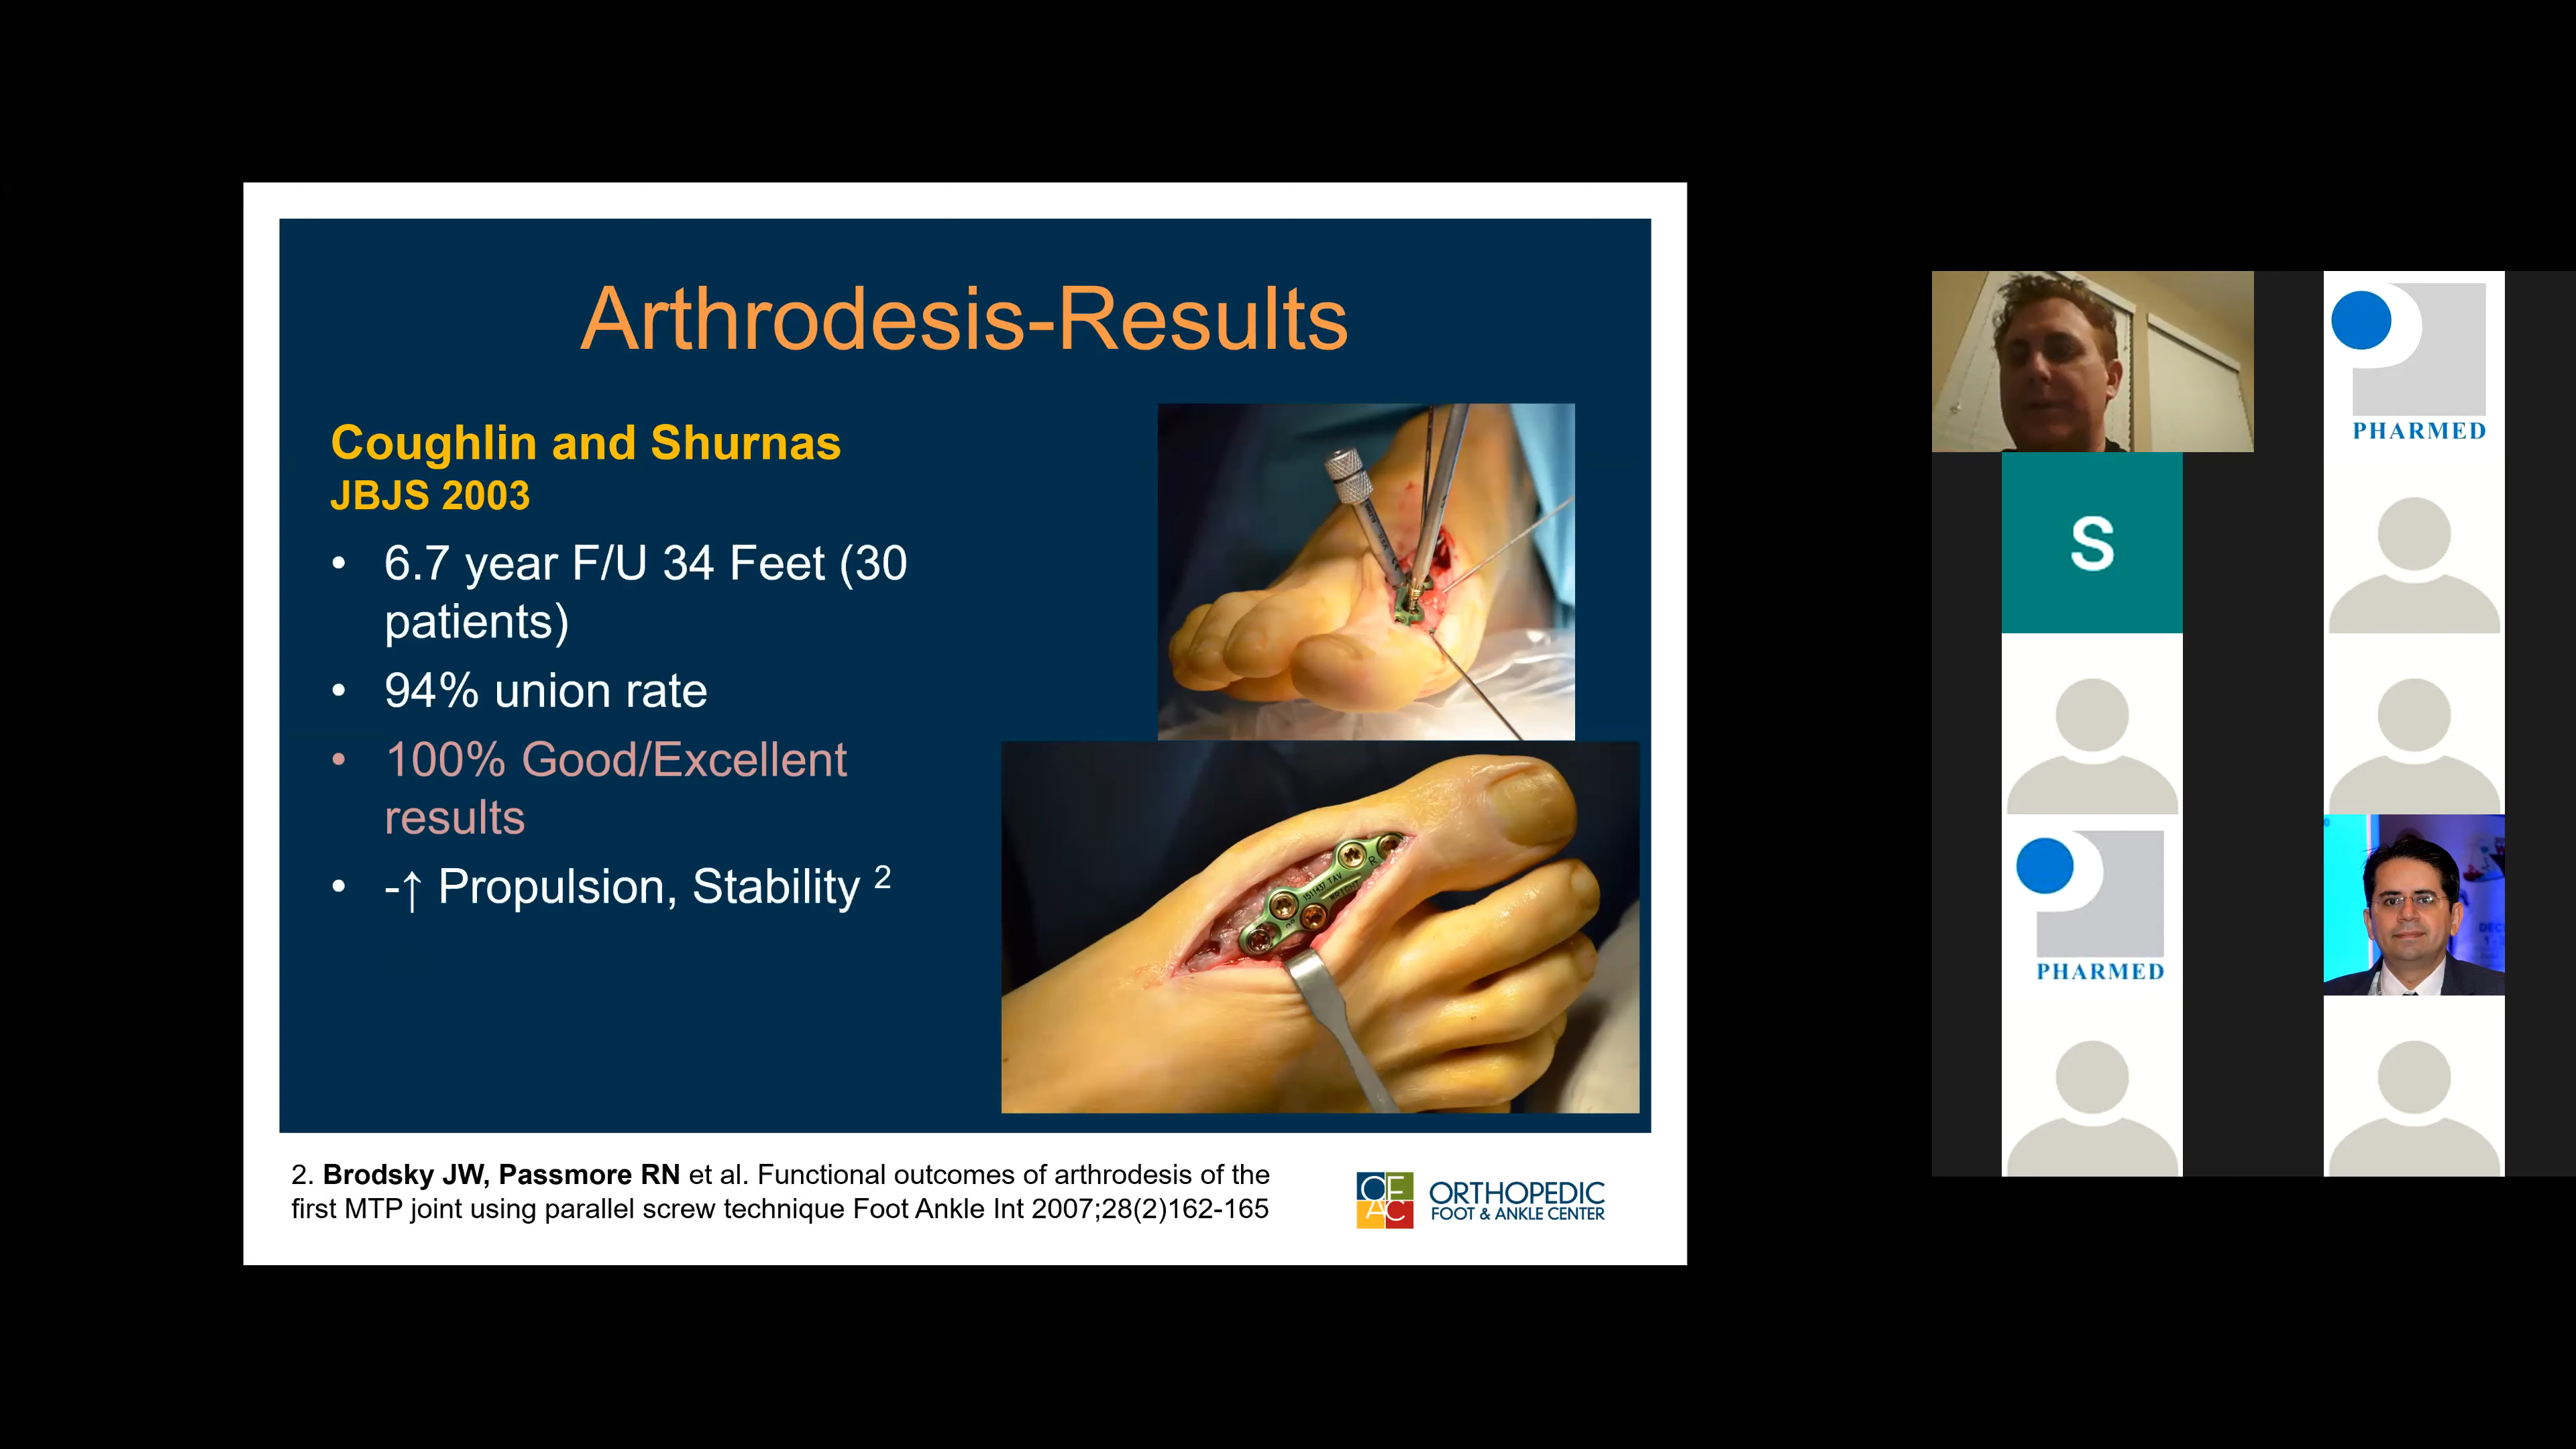 Arthrodesis-Results
Coughlin and Shurnas
JBJS 2003
• 6.7 year F/U 34 Feet (30
patients)
• 94% union rate
• 100% Good/Excellent
results
• -↑ Propulsion, Stability ²
2. Brodsky JW, Passmore RN et al. Functional outcomes of arthrodesis of the
first MTP joint using parallel screw technique Foot Ankle Int 2007;28(2)162-165
OF
AC
ORTHOPEDIC
FOOT & ANKLE CENTER
PHARMED
S
PHARMED